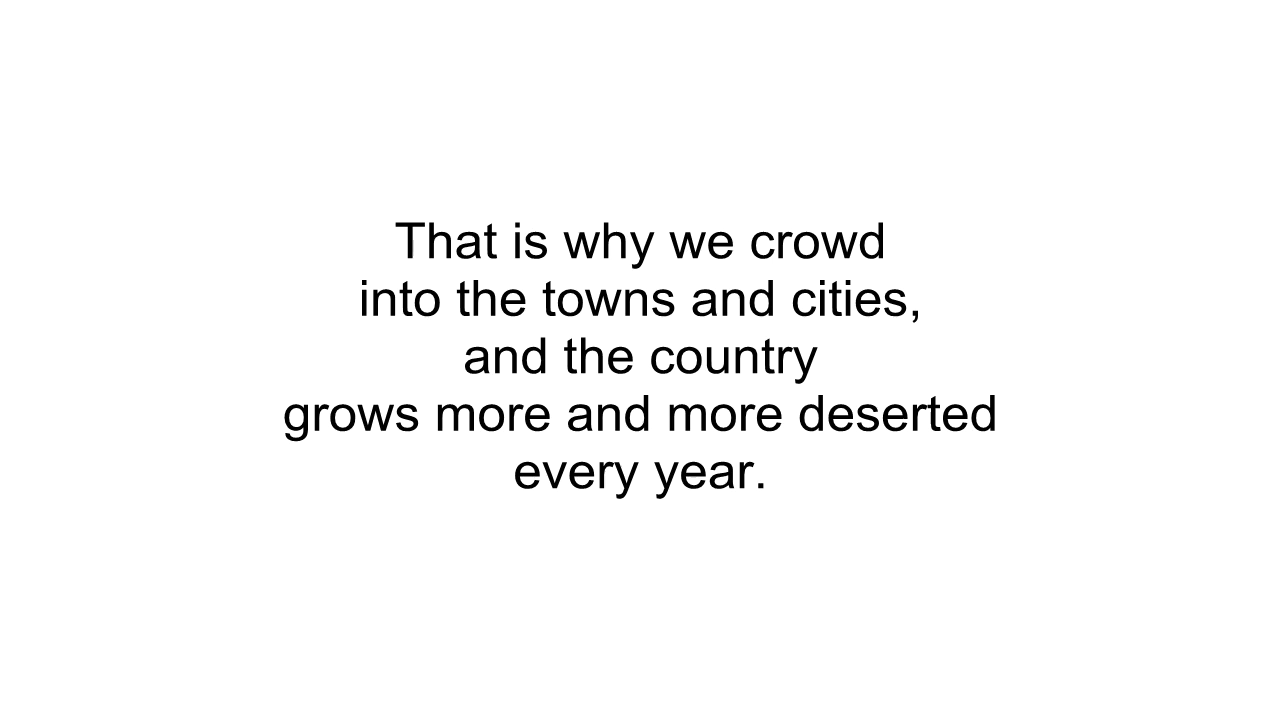 That is why we crowd
into the towns and cities,
and the country
grows more and more deserted
every year.